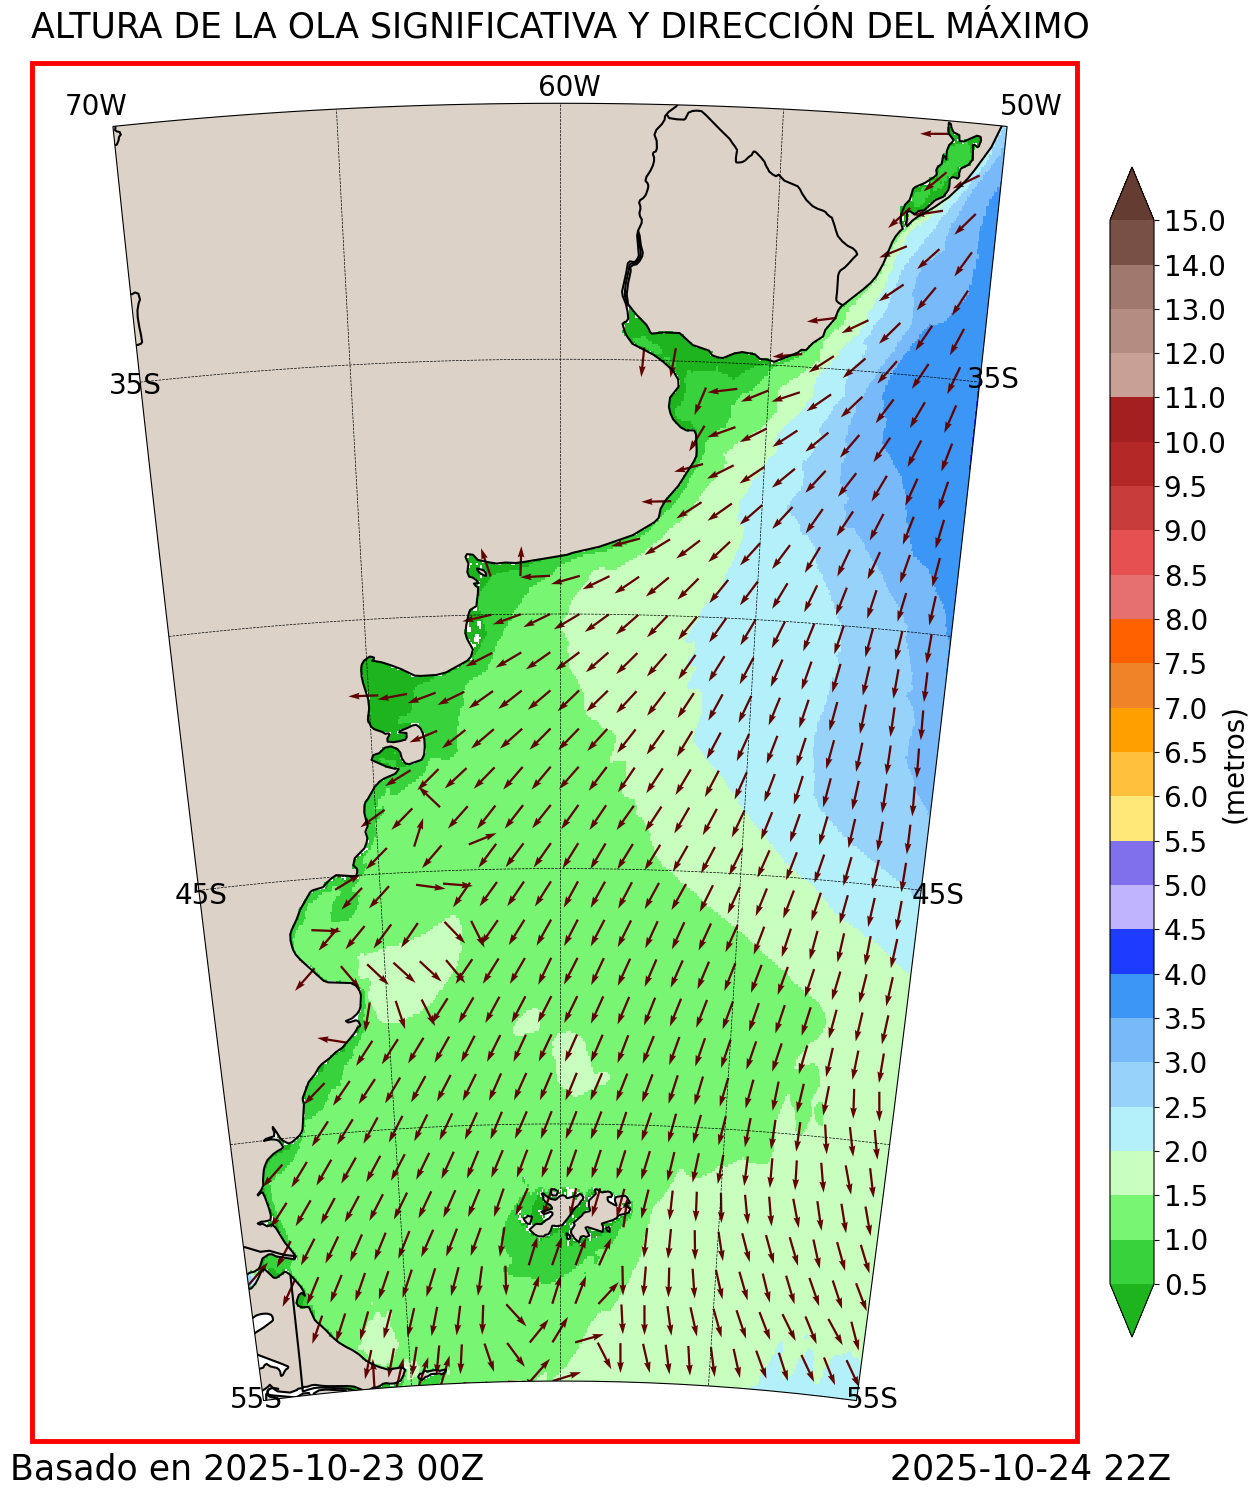 ALTURA DE LA OLA SIGNIFICATIVA Y DIRECCIÓN DEL MÁXIMO
70W
60W
50W
35S
35S
45S
45S
55S
55S
15.0
14.0
13.0
12.0
11.0
10.0
9.5
9.0
8.5
8.0
7.5
7.0
6.5
6.0
5.5
5.0
4.5
4.0
3.5
3.0
2.5
2.0
1.5
1.0
0.5
(metros)
Basado en 2025-10-23 00Z
2025-10-24 22Z